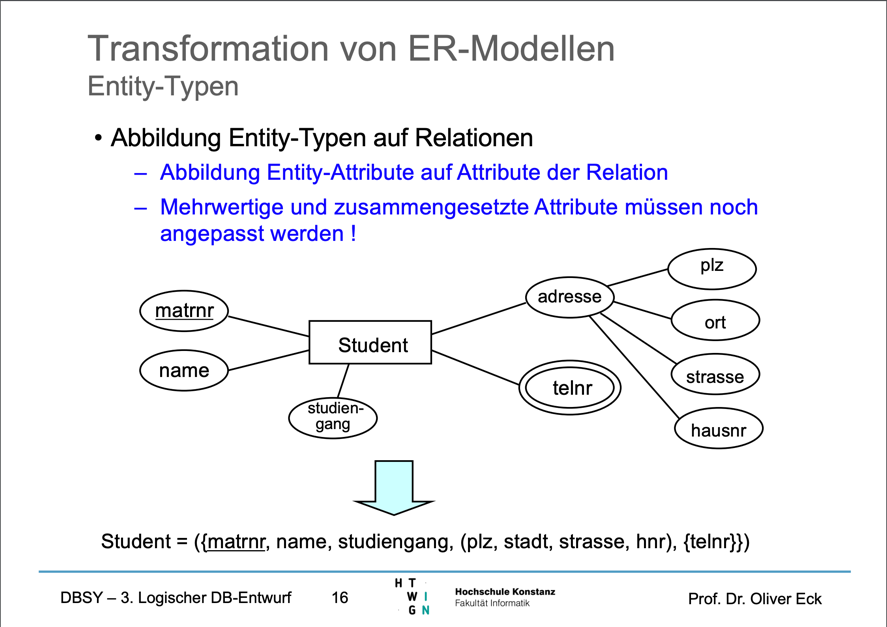 Transformation von ER-Modellen
Entity-Typen
• Abbildung Entity-Typen auf Relationen
– Abbildung Entity-Attribute auf Attribute der Relation
– Mehrwertige und zusammengesetzte Attribute müssen noch
angepasst werden !
matrnr
name
Student
studien-
gang
adresse
telnr
plz
ort
strasse
hausnr
Student = ({matrnr, name, studiengang, (plz, stadt, strasse, hnr), {telnr}})
DBSY – 3. Logischer DB-Entwurf
16
H T
W I
G N
Hochschule Konstanz
Fakultät Informatik
Prof. Dr. Oliver Eck